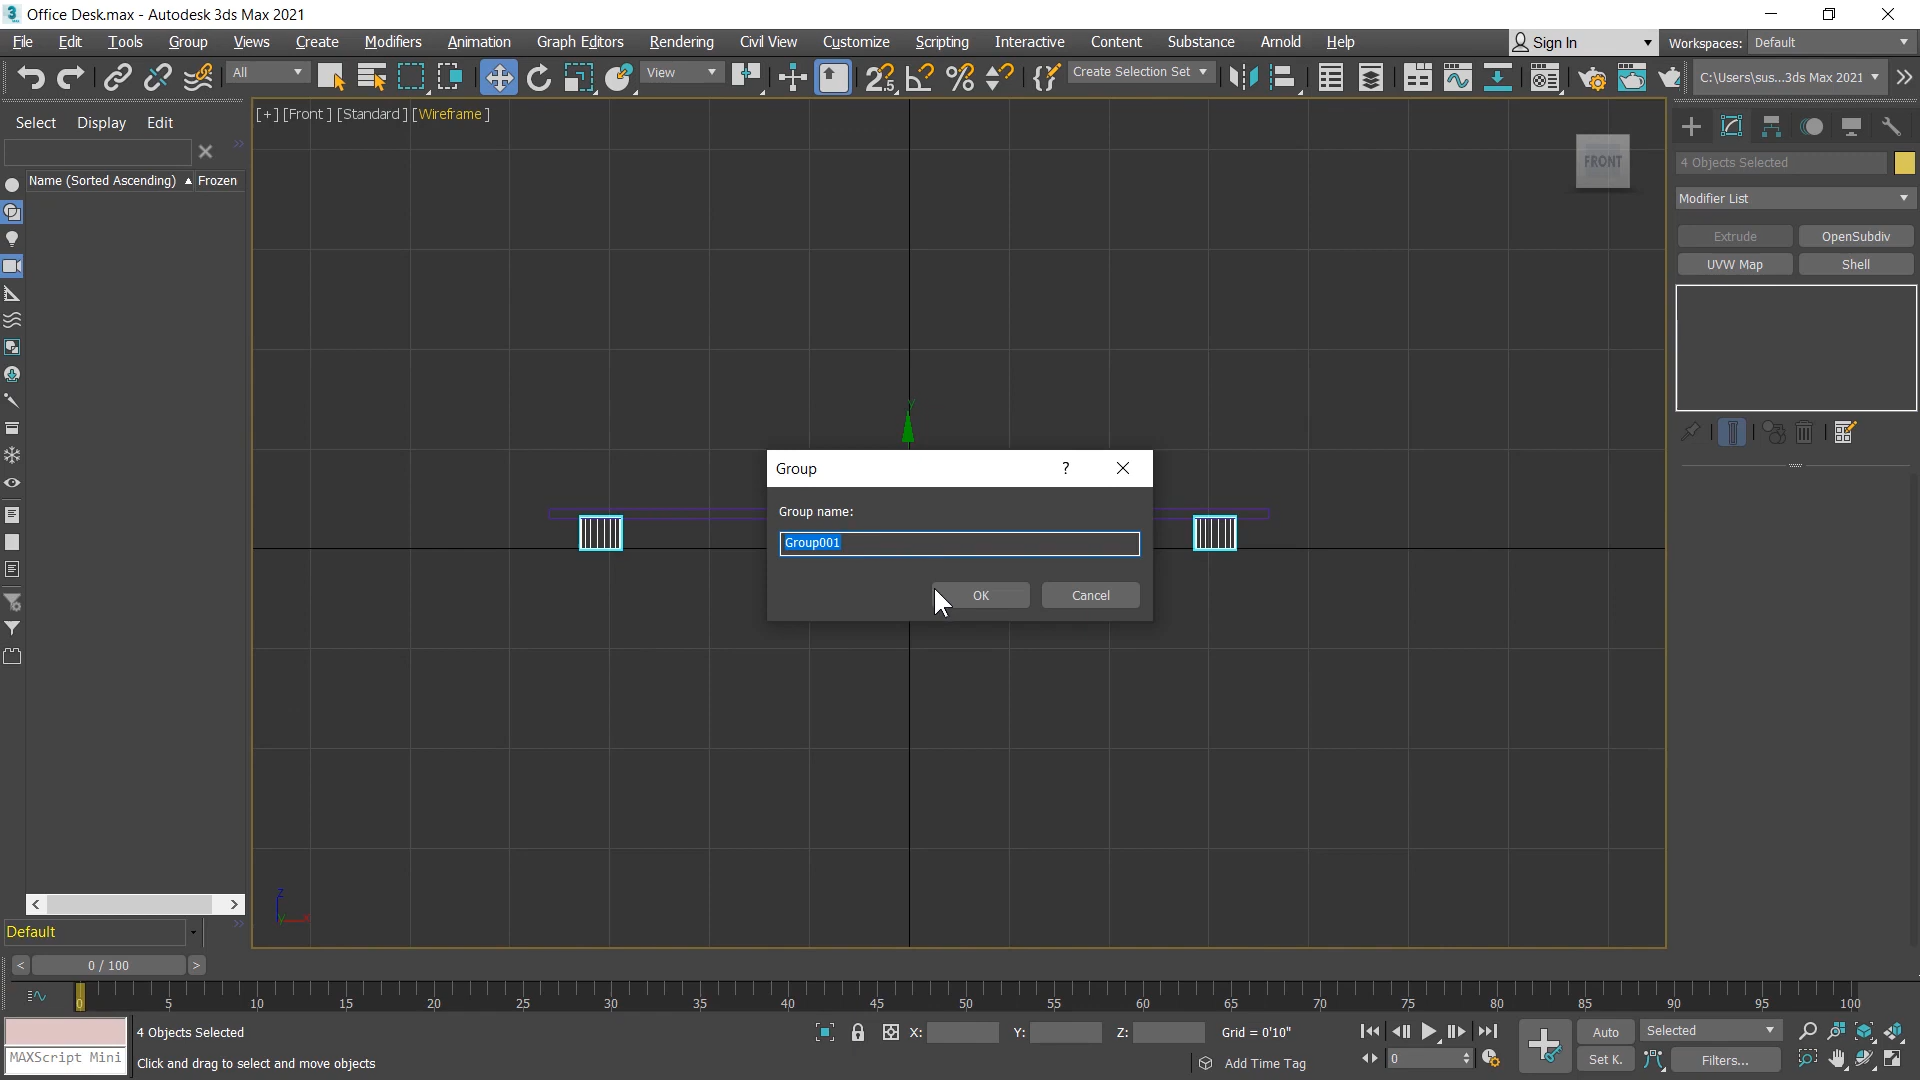 Office Desk.max - Autodesk 3ds Max 2021
File Edit Tools Group Views Create Modifiers Animation Graph Editors Rendering Civil View Customize Scripting Interactive Content Substance Arnold Help Sign In Workspaces: Default
All View Create Selection Set C:\Users\sus...3ds Max 2021
[+] [Front] [Standard] [Wireframe]
Select Display Edit
Name (Sorted Ascending) Frozen
FRONT
4 Objects Selected
Modifier List
Extrude OpenSubdiv
UVW Map Shell
y
Group ?
Group name:
Group001
OK Cancel
z
y x
Default
< 0 / 100 >
0 5 10 15 20 25 30 35 40 45 50 55 60 65 70 75 80 85 90 95 100
4 Objects Selected X: Y: Z: Grid = 0'10" Auto Selected
MAXScript Mini Click and drag to select and move objects Add Time Tag 0 Set K. Filters...